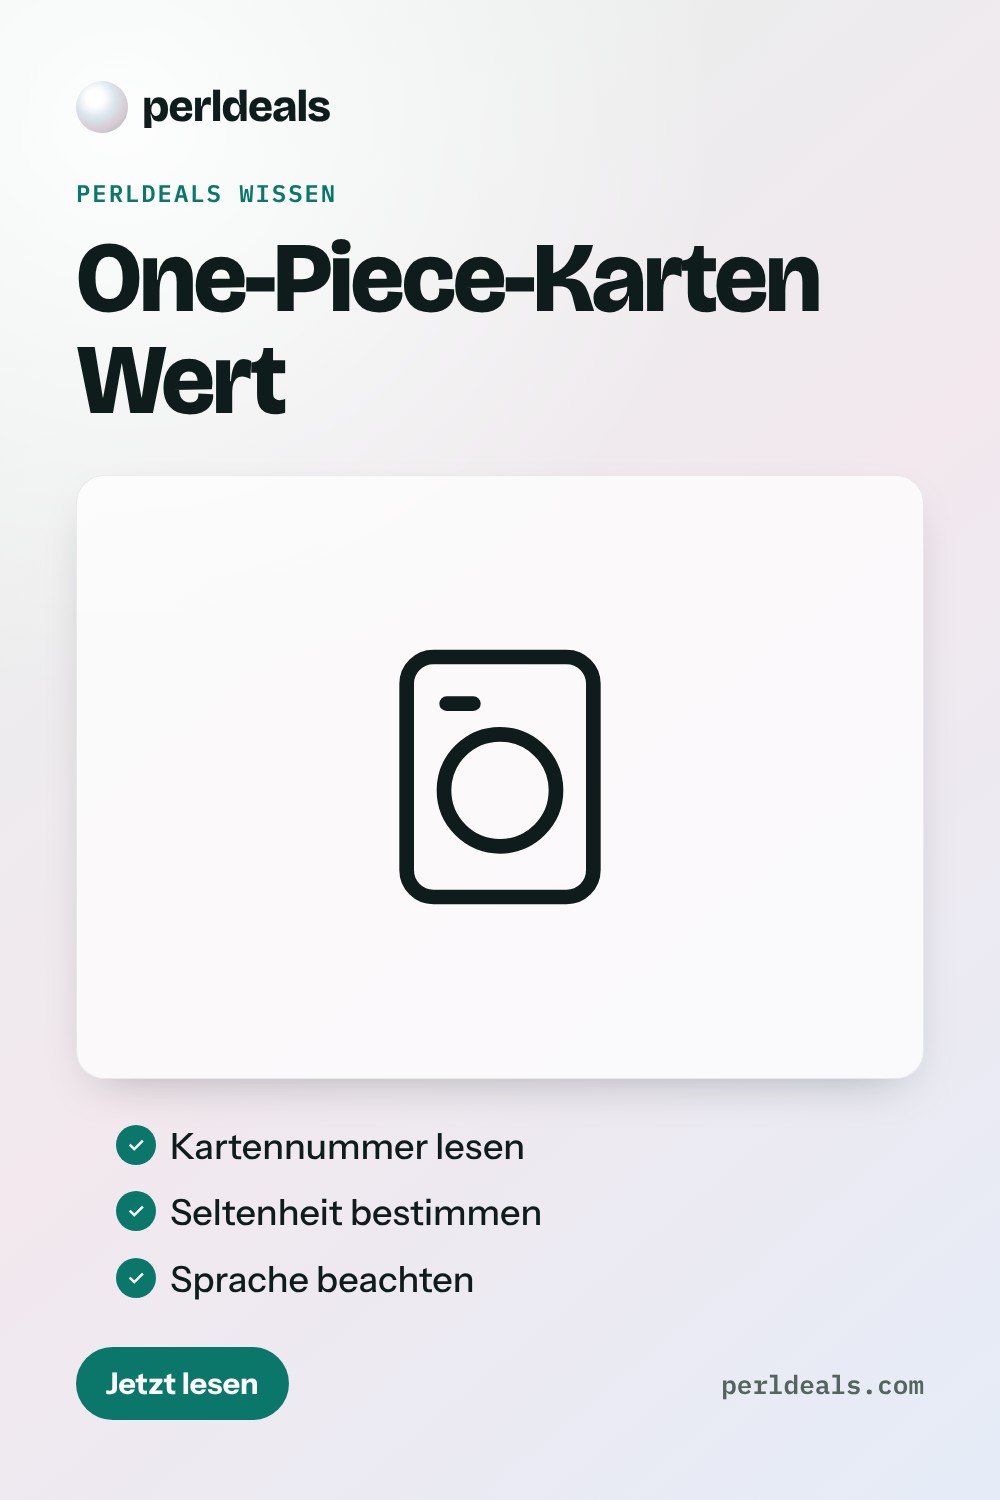 perldeals
PERLDEALS WISSEN
One-Piece-Karten
Wert
Kartennummer lesen
Seltenheit bestimmen
Sprache beachten
Jetzt lesen
perldeals.com